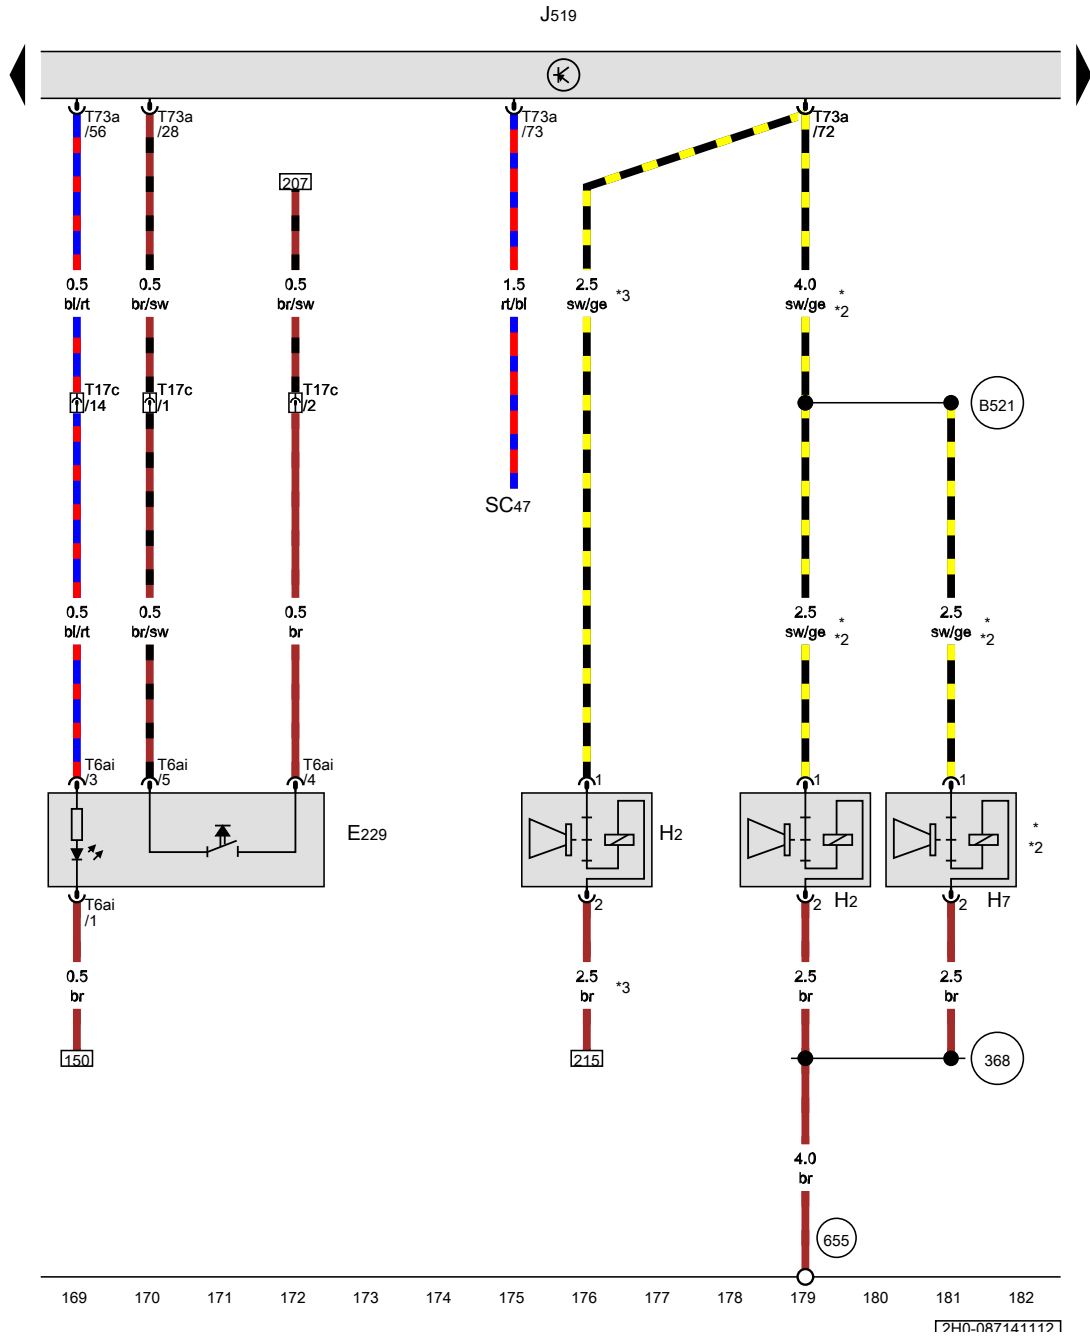 J519
T73a T73a T73a T73a
/56 /28 /73 /72
207
0.5 0.5 0.5 1.5 2.5 4.0
bl/rt br/sw br/sw rt/bl sw/ge *3 sw/ge * *2
T17c T17c T17c
/14 /1 /2
B521
SC47
0.5 0.5 0.5 2.5 2.5
bl/rt br/sw br sw/ge * *2 sw/ge * *2
T6ai T6ai T6ai
/3 /5 /4 1 1 1
E229 H2 * *2
T6ai 2 2 H2 2 H7
/1
0.5 2.5 2.5 2.5
br br *3 br br
150 215 368
4.0
br
655
169 170 171 172 173 174 175 176 177 178 179 180 181 182
2H0-087141112